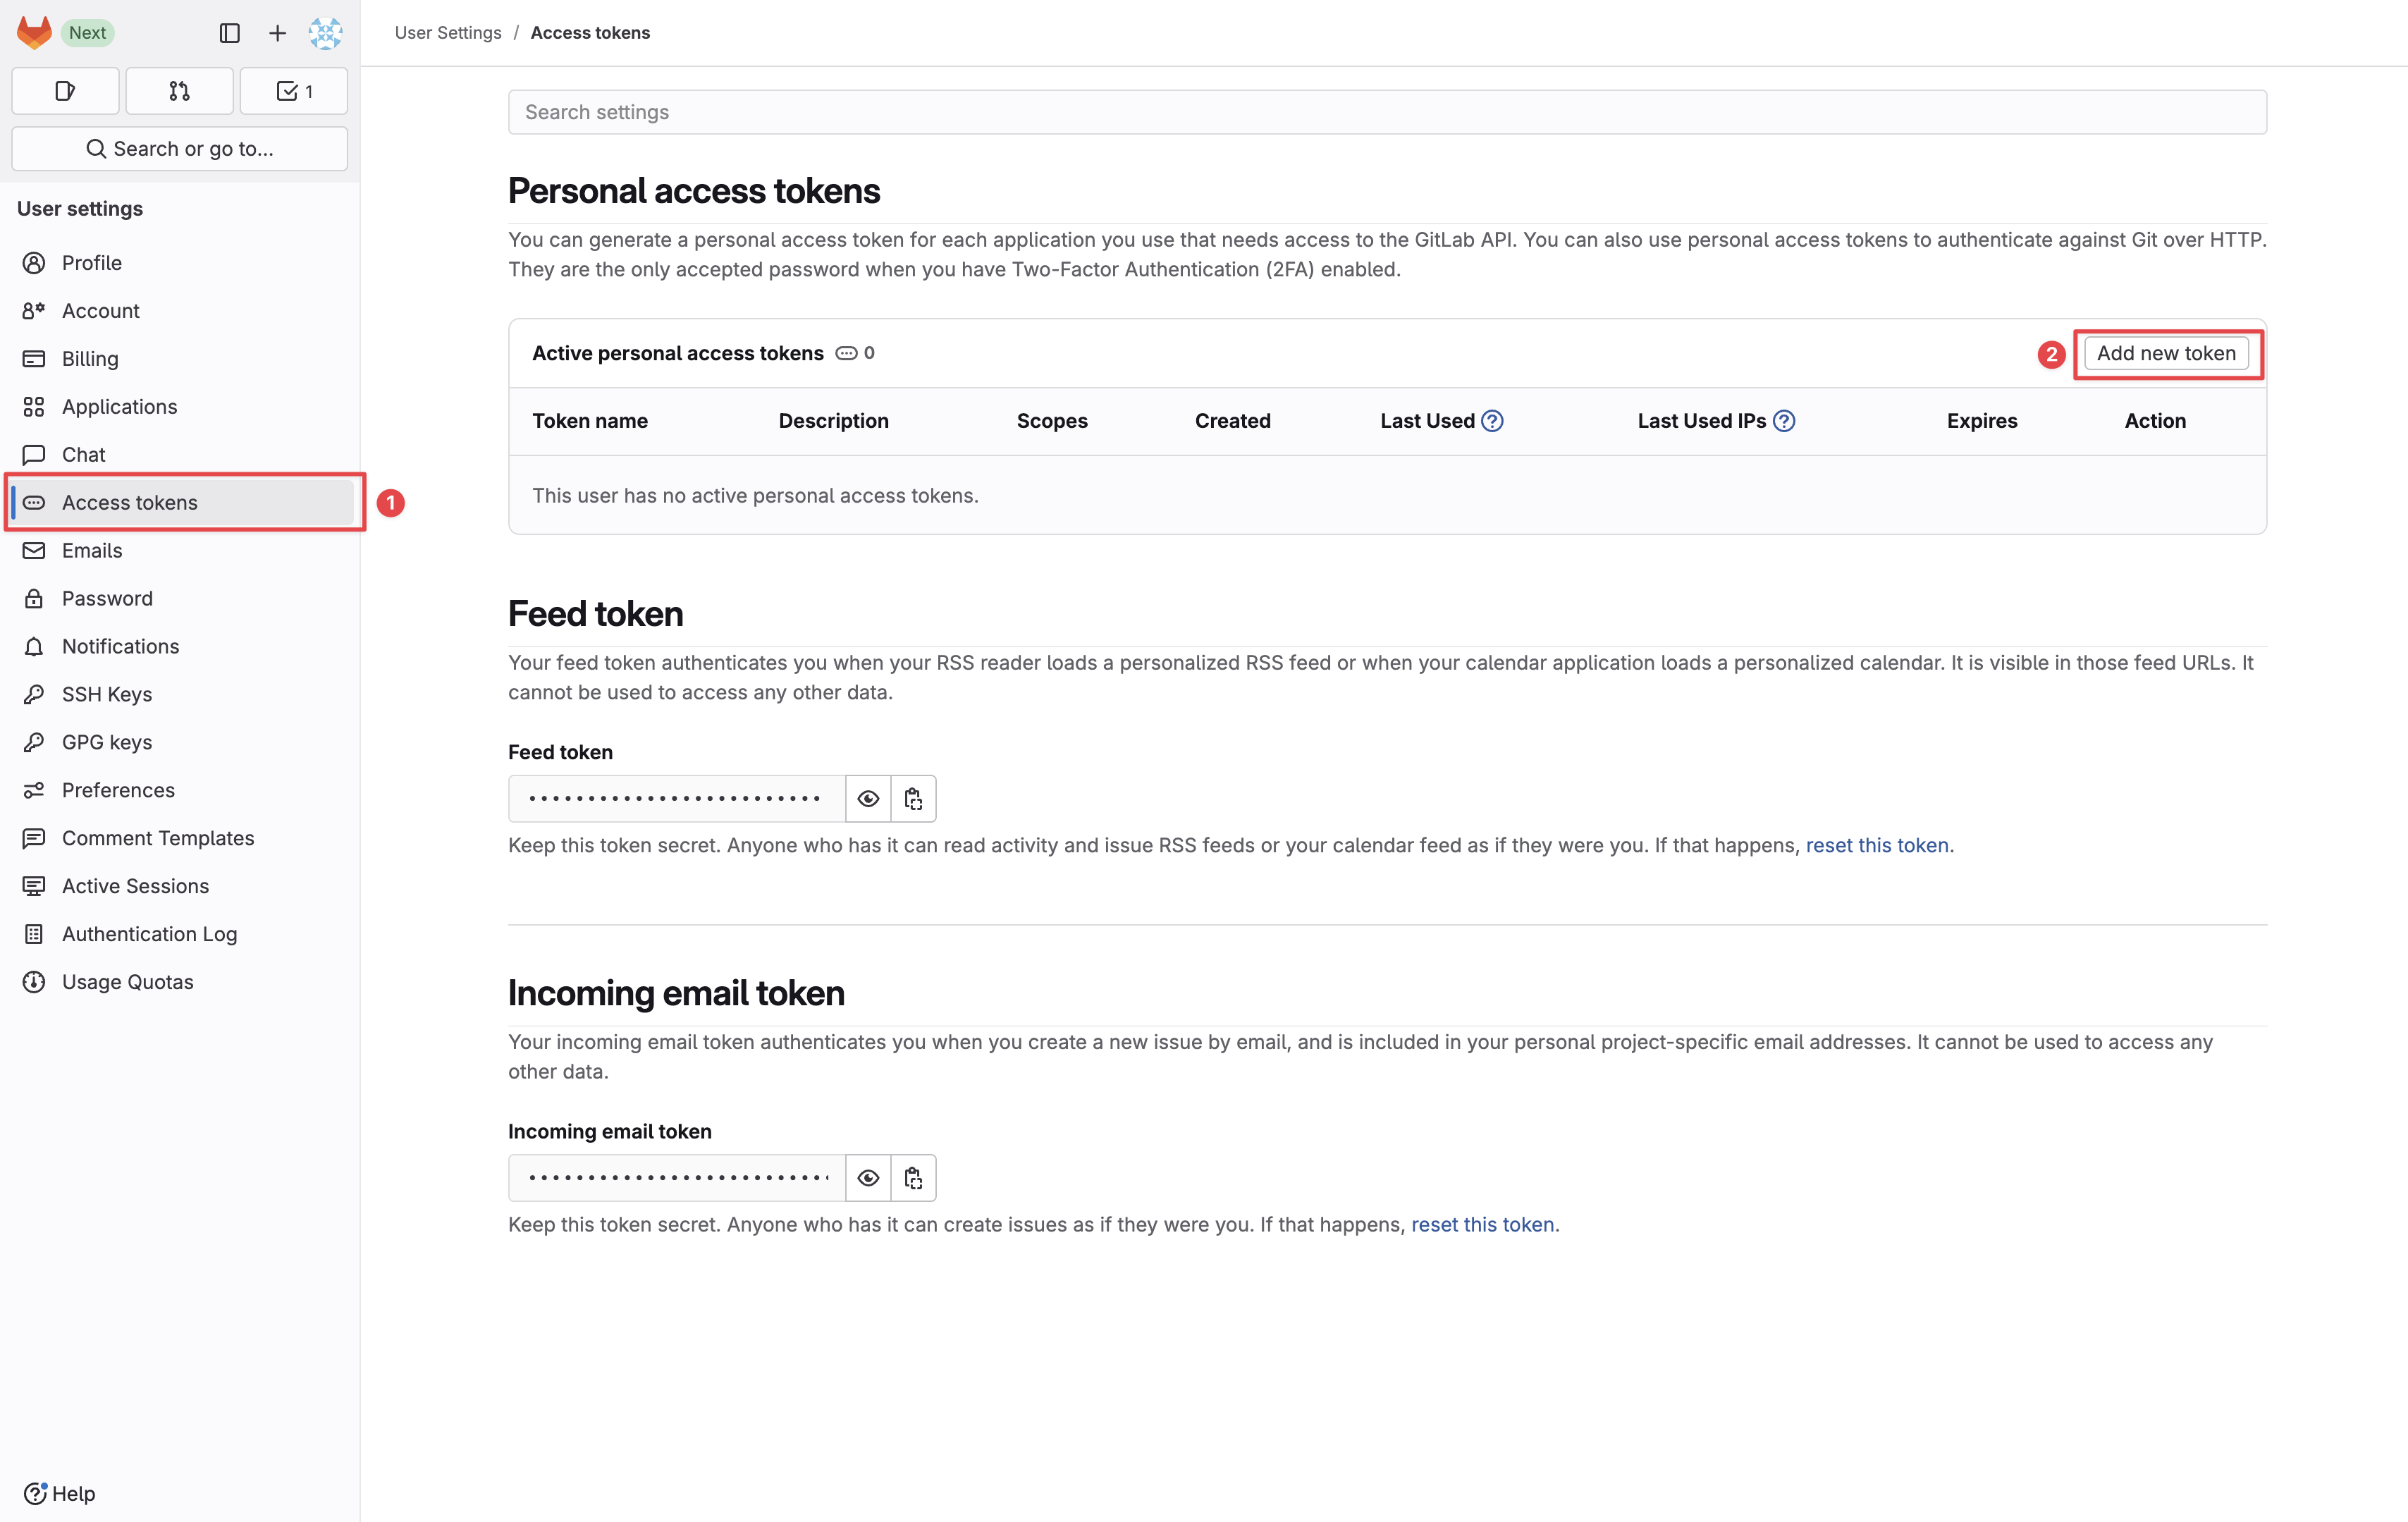 Next
1
Search or go to...
User settings
Profile
Account
Billing
Applications
Chat
Access tokens
1
Emails
Password
Notifications
SSH Keys
GPG keys
Preferences
Comment Templates
Active Sessions
Authentication Log
Usage Quotas
Help
User Settings / Access tokens
Search settings
Personal access tokens
You can generate a personal access token for each application you use that needs access to the GitLab API. You can also use personal access tokens to authenticate against Git over HTTP.
They are the only accepted password when you have Two-Factor Authentication (2FA) enabled.
Active personal access tokens 0
2 Add new token
Token name Description Scopes Created Last Used Last Used IPs Expires Action
This user has no active personal access tokens.
Feed token
Your feed token authenticates you when your RSS reader loads a personalized RSS feed or when your calendar application loads a personalized calendar. It is visible in those feed URLs. It
cannot be used to access any other data.
Feed token
Keep this token secret. Anyone who has it can read activity and issue RSS feeds or your calendar feed as if they were you. If that happens, reset this token.
Incoming email token
Your incoming email token authenticates you when you create a new issue by email, and is included in your personal project-specific email addresses. It cannot be used to access any
other data.
Incoming email token
Keep this token secret. Anyone who has it can create issues as if they were you. If that happens, reset this token.